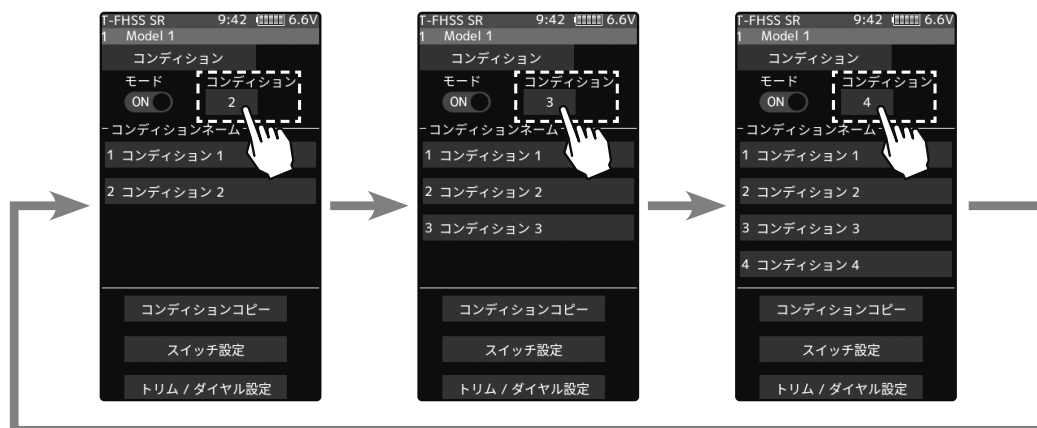 T-FHSS SR 9:42 6.6V
1 Model 1
コンディション
モード コンディション
ON 2
コンディションネーム
1 コンディション 1
2 コンディション 2
コンディションコピー
スイッチ設定
トリム / ダイヤル設定
T-FHSS SR 9:42 6.6V
1 Model 1
コンディション
モード コンディション
ON 3
コンディションネーム
1 コンディション 1
2 コンディション 2
3 コンディション 3
コンディションコピー
スイッチ設定
トリム / ダイヤル設定
T-FHSS SR 9:42 6.6V
1 Model 1
コンディション
モード コンディション
ON 4
コンディションネーム
1 コンディション 1
2 コンディション 2
3 コンディション 3
4 コンディション 4
コンディションコピー
スイッチ設定
トリム / ダイヤル設定